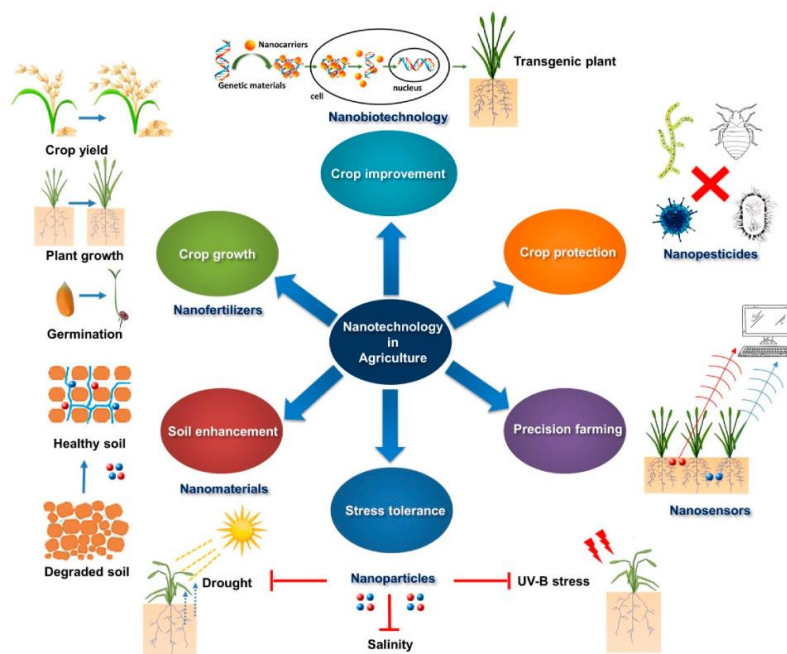 Nanocarriers
Genetic materials
cell
nucleus
Transgenic plant
Nanobiotechnology
Crop improvement
Crop yield
Plant growth
Germination
Crop growth
Nanofertilizers
Crop protection
Nanopesticides
Nanotechnology
in
Agriculture
Healthy soil
Degraded soil
Soil enhancement
Nanomaterials
Precision farming
Nanosensors
Stress tolerance
Nanoparticles
Drought
UV-B stress
Salinity